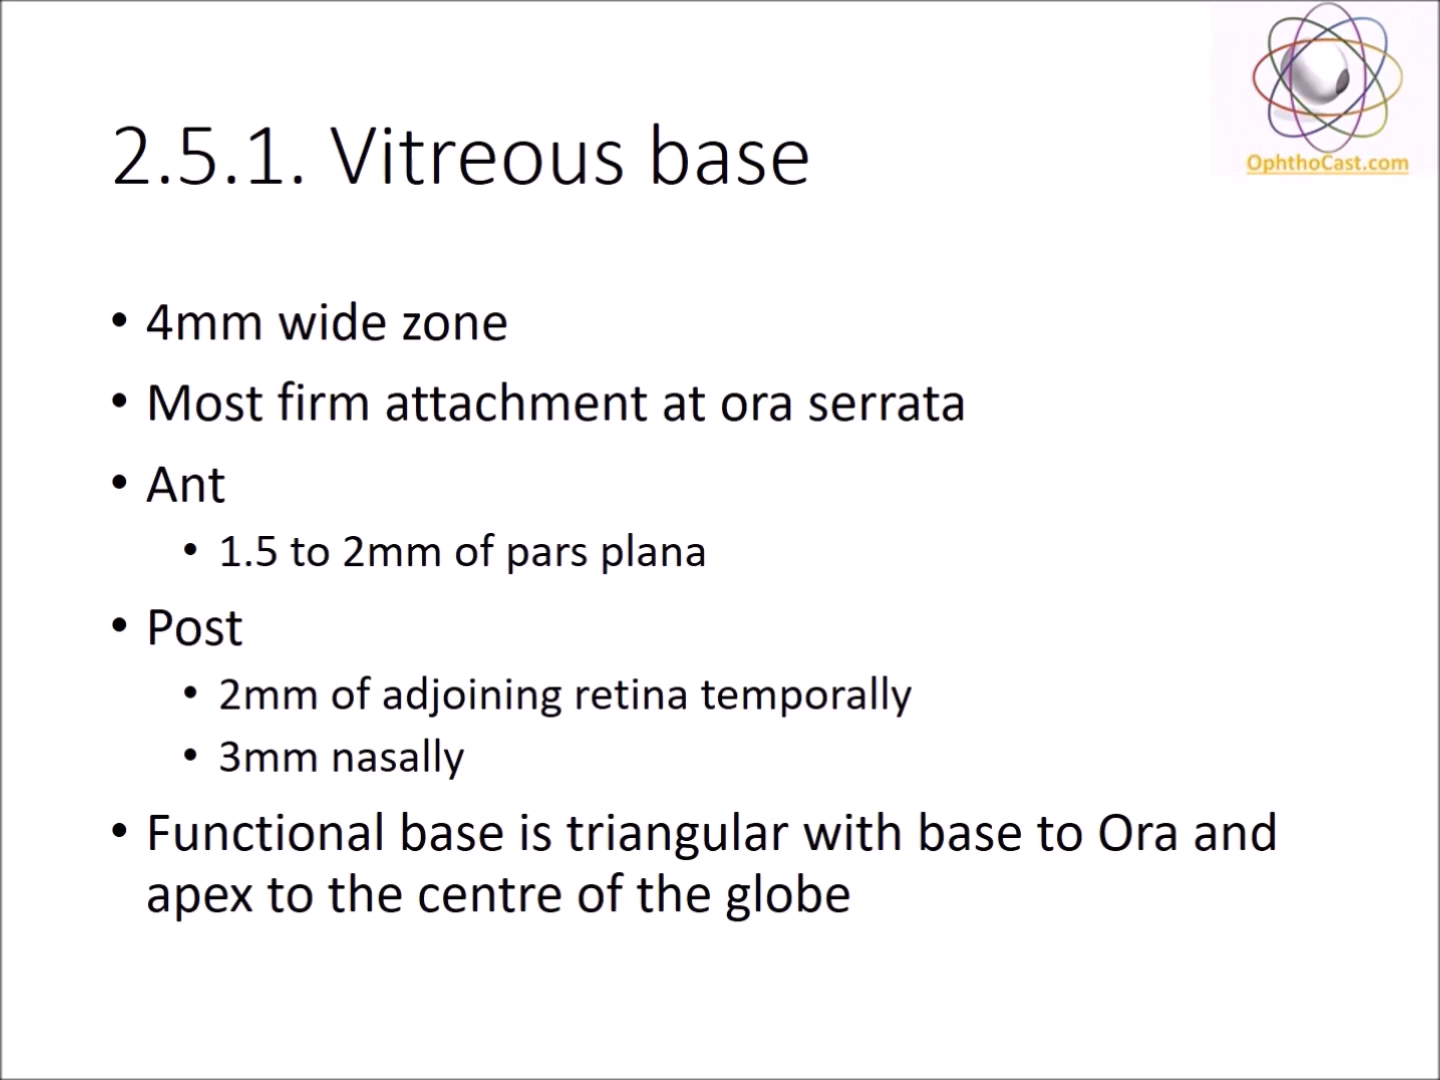 OphthoCast.com
2.5.1. Vitreous base
• 4mm wide zone
• Most firm attachment at ora serrata
• Ant
• 1.5 to 2mm of pars plana
• Post
• 2mm of adjoining retina temporally
• 3mm nasally
• Functional base is triangular with base to Ora and
apex to the centre of the globe